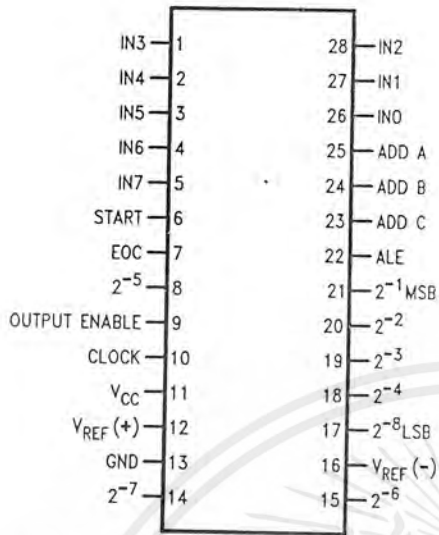 IN3 1 28 IN2
IN4 2 27 IN1
IN5 3 26 IN0
IN6 4 25 ADD A
IN7 5 24 ADD B
START 6 23 ADD C
EOC 7 22 ALE
2⁻⁵ 8 21 2⁻¹ MSB
OUTPUT ENABLE 9 20 2⁻²
CLOCK 10 19 2⁻³
VCC 11 18 2⁻⁴
VREF(+) 12 17 2⁻⁸ LSB
GND 13 16 VREF(-)
2⁻⁷ 14 15 2⁻⁶